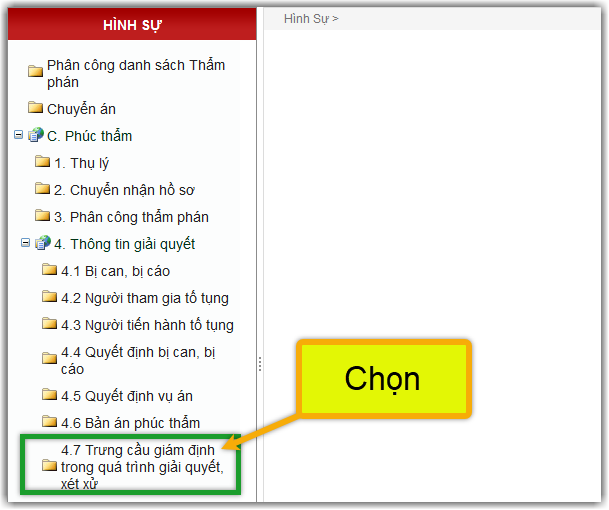 HÌNH SỰ
Hình Sự >
Phân công danh sách Thẩm
phán
Chuyển án
C. Phúc thẩm
1. Thụ lý
2. Chuyển nhận hồ sơ
3. Phân công thẩm phán
4. Thông tin giải quyết
4.1 Bị can, bị cáo
4.2 Người tham gia tố tụng
4.3 Người tiến hành tố tụng
4.4 Quyết định bị can, bị
cáo
4.5 Quyết định vụ án
4.6 Bản án phúc thẩm
4.7 Trưng cầu giám định
trong quá trình giải quyết,
xét xử
Chọn